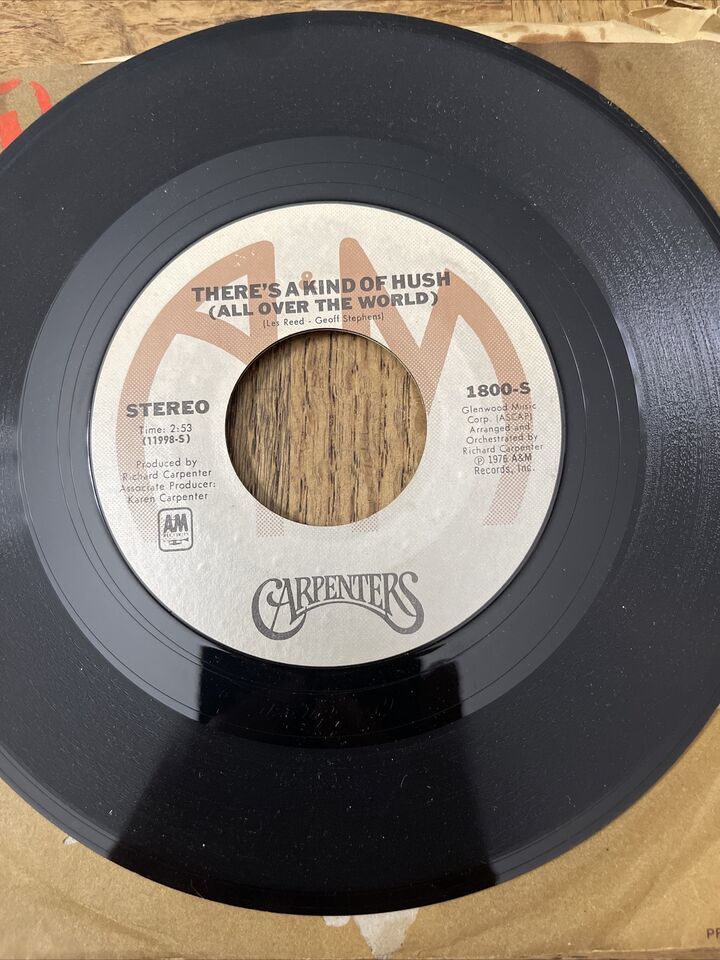 THERE'S A KIND OF HUSH
(ALL OVER THE WORLD)
(Les Reed - Geoff Stephens)
STEREO
Time: 2:53
(11998-S)
Produced by
Richard Carpenter
Associate Producer:
Karen Carpenter
AM
1800-S
Glenwood Music
Corp. (ASCAP)
Arranged and
Orchestrated by
Richard Carpenter
℗ 1976 A&M
Records, Inc.
CARPENTERS